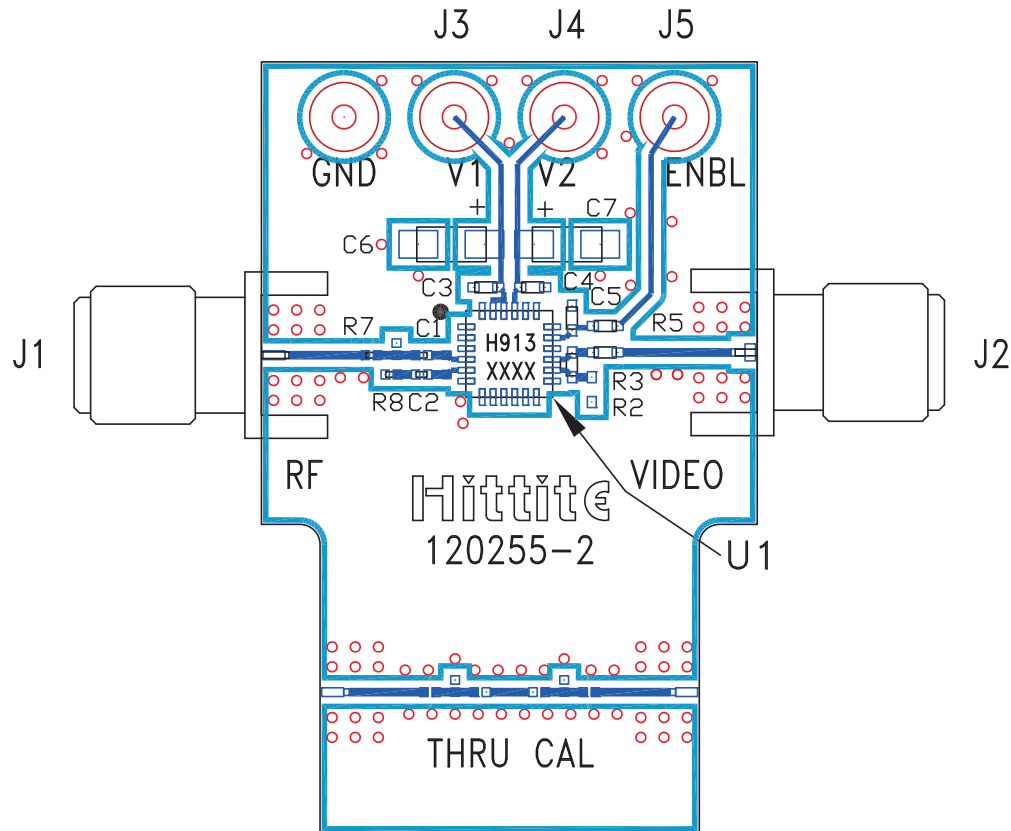 J3 J4 J5
GND V1 V2 ENBL
+ + C7
C6
C3 C4
C5
R7 C1 R5
H913
J1 J2
XXXX
R3
R8 C2 R2
RF VIDEO
Hittite
120255-2
U1
THRU CAL